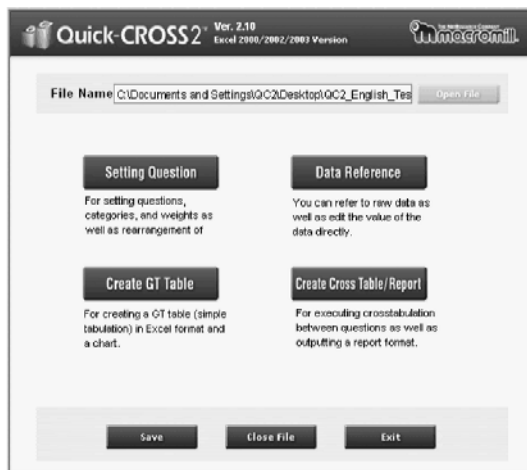 Quick-CROSS2 Ver. 2.10
Excel 2000/2002/2003 Version
THE NET RESEARCH COMPANY
macromill
File Name C:\Documents and Settings\QC2\Desktop\QC2_English_Tes Open File
Setting Question
For setting questions,
categories, and weights as
well as rearrangement of
Data Reference
You can refer to raw data as
well as edit the value of the
data directly.
Create GT Table
For creating a GT table (simple
tabulation) in Excel format and
a chart.
Create Cross Table/Report
For executing crosstabulation
between questions as well as
outputting a report format.
Save Close File Exit